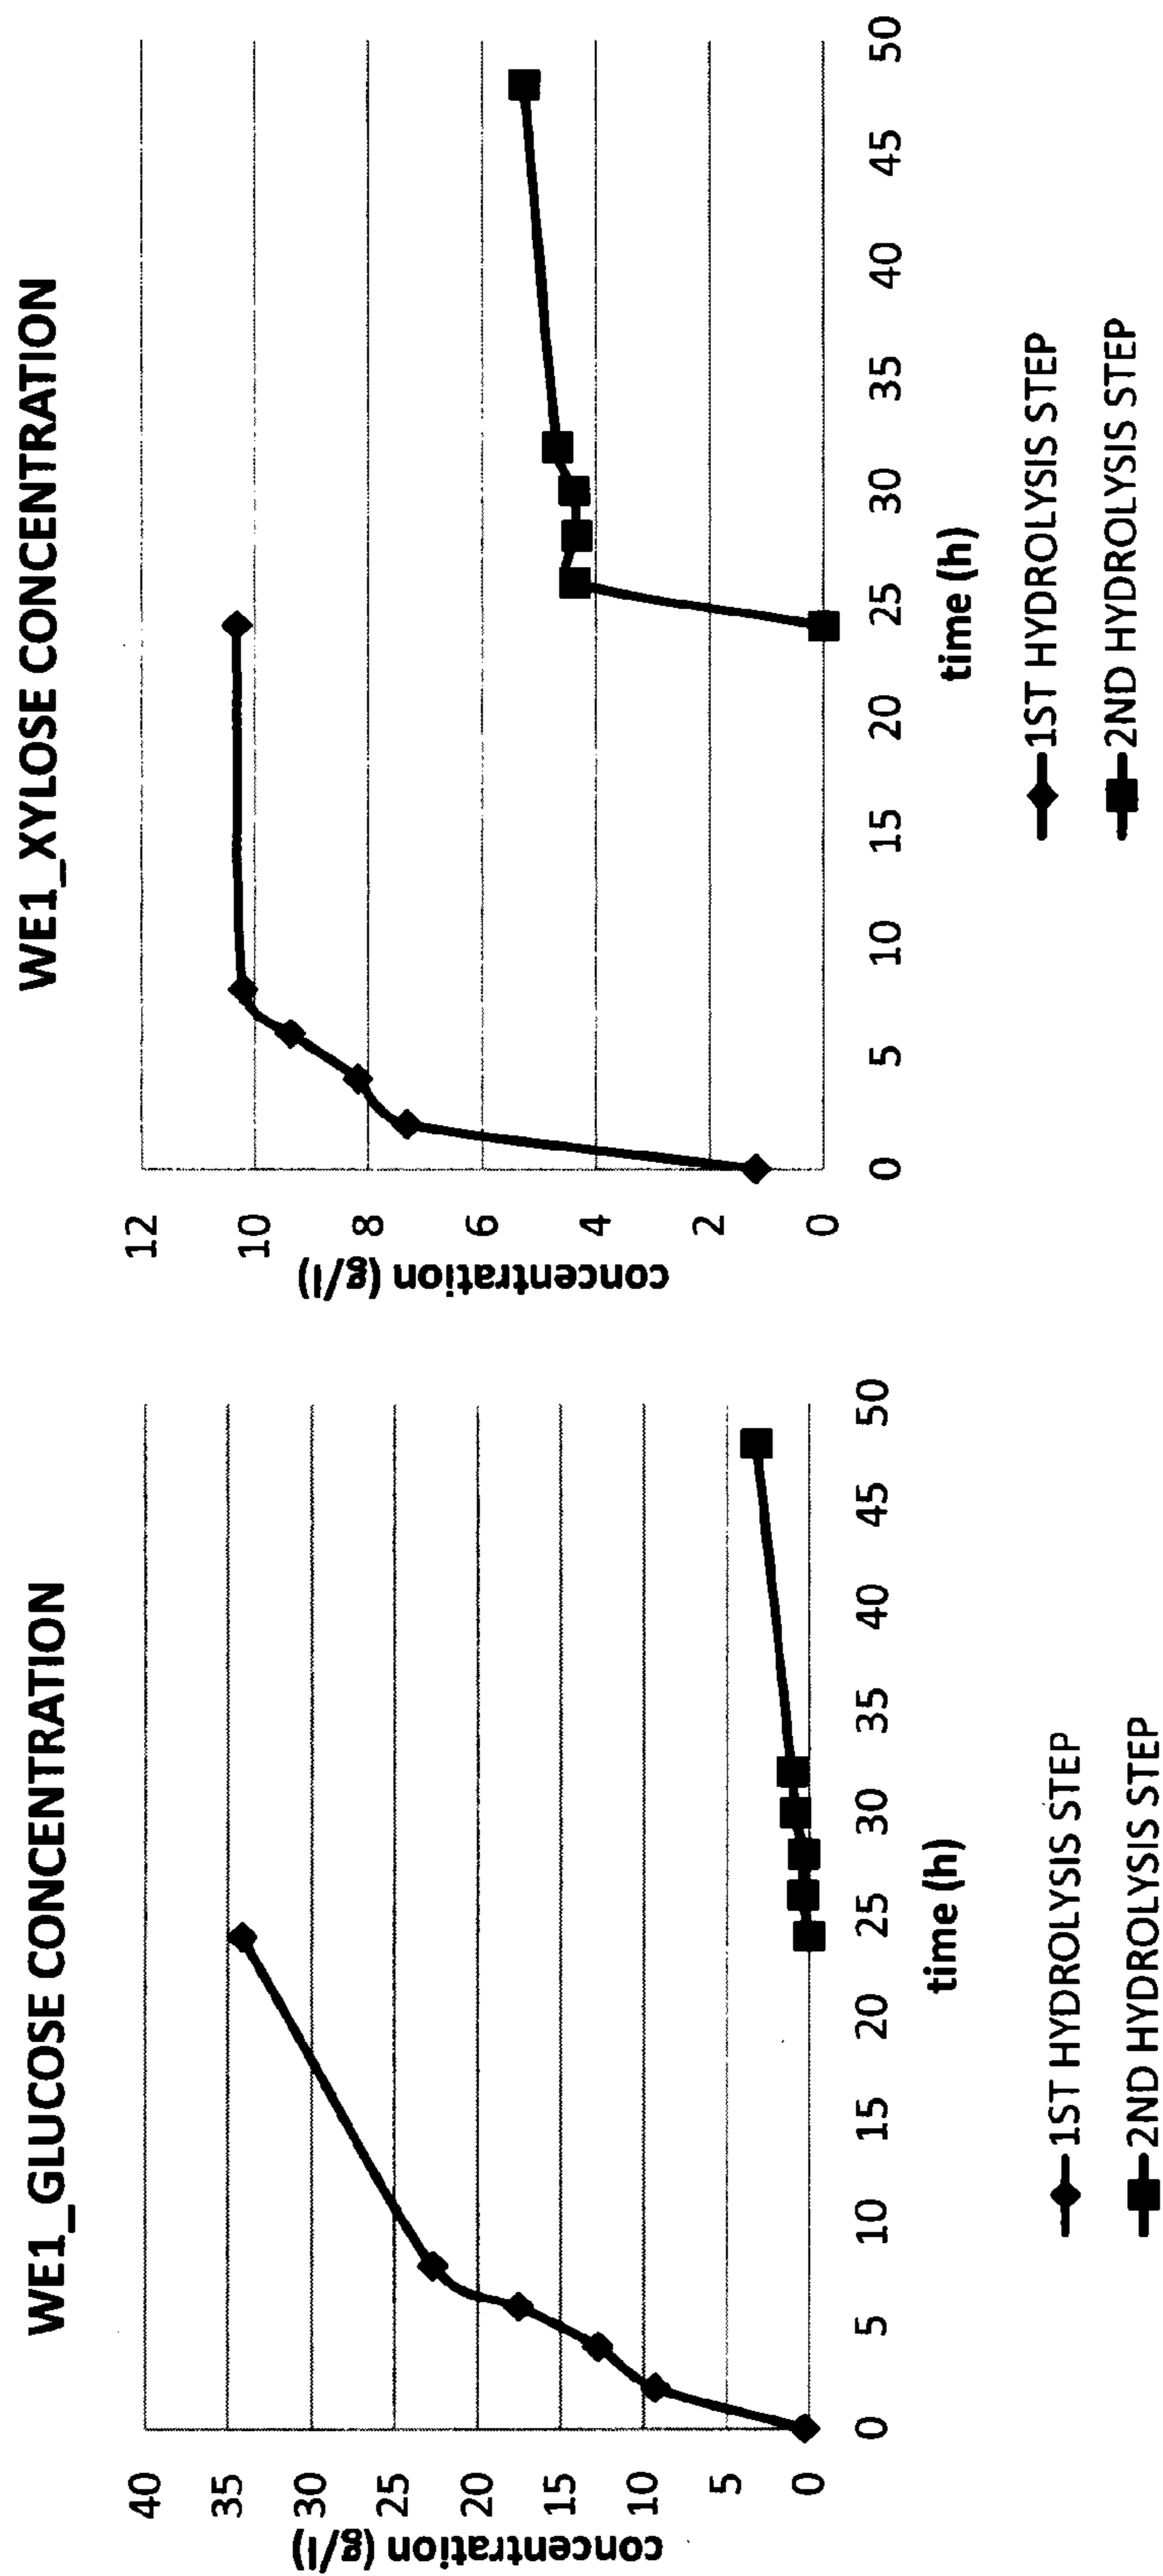 WE1_GLUCOSE CONCENTRATION
concentration (g/l)
40
35
30
25
20
15
10
5
0
0 5 10 15 20 25 30 35 40 45 50
time (h)
1ST HYDROLYSIS STEP
2ND HYDROLYSIS STEP
WE1_XYLOSE CONCENTRATION
concentration (g/l)
12
10
8
6
4
2
0
0 5 10 15 20 25 30 35 40 45 50
time (h)
1ST HYDROLYSIS STEP
2ND HYDROLYSIS STEP